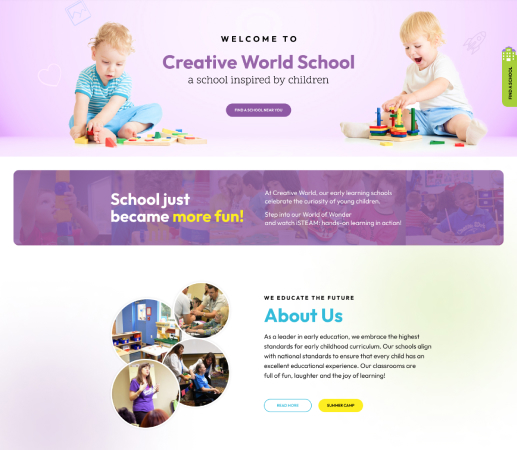 WELCOME TO
Creative World School
a school inspired by children
FIND A SCHOOL NEAR YOU
FIND A SCHOOL
School just
became more fun!
At Creative World, our early learning schools
celebrate the curiosity of young children.
Step into our World of Wonder
and watch iSTEAM: hands-on learning in action!
WE EDUCATE THE FUTURE
About Us
As a leader in early education, we embrace the highest
standards for early childhood curriculum. Our schools align
with national standards to ensure that every child has an
excellent educational experience. Our classrooms are
full of fun, laughter and the joy of learning!
READ MORE
SUMMER CAMP